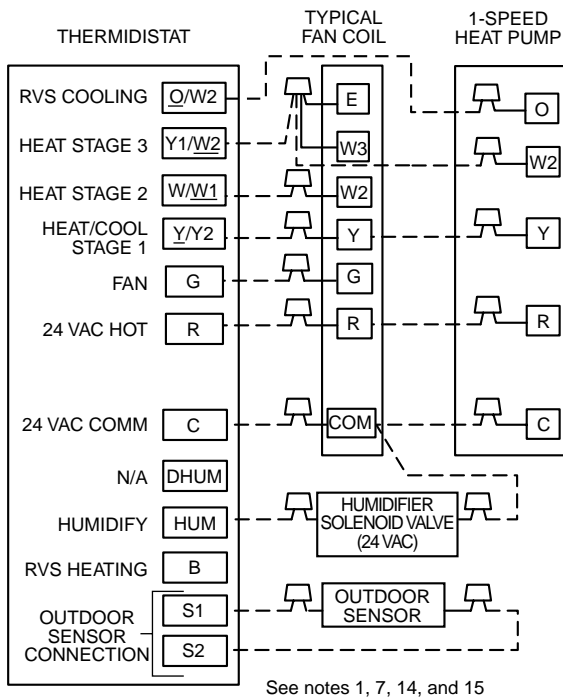 THERMIDISTAT
TYPICAL
FAN COIL
1-SPEED
HEAT PUMP
RVS COOLING O/W2 E O
HEAT STAGE 3 Y1/W2 W3 W2
HEAT STAGE 2 W/W1 W2
HEAT/COOL
STAGE 1 Y/Y2 Y Y
FAN G G
24 VAC HOT R R R
24 VAC COMM C COM C
N/A DHUM
HUMIDIFY HUM
HUMIDIFIER
SOLENOID VALVE
(24 VAC)
RVS HEATING B
OUTDOOR
SENSOR
CONNECTION
S1
S2
OUTDOOR
SENSOR
See notes 1, 7, 14, and 15